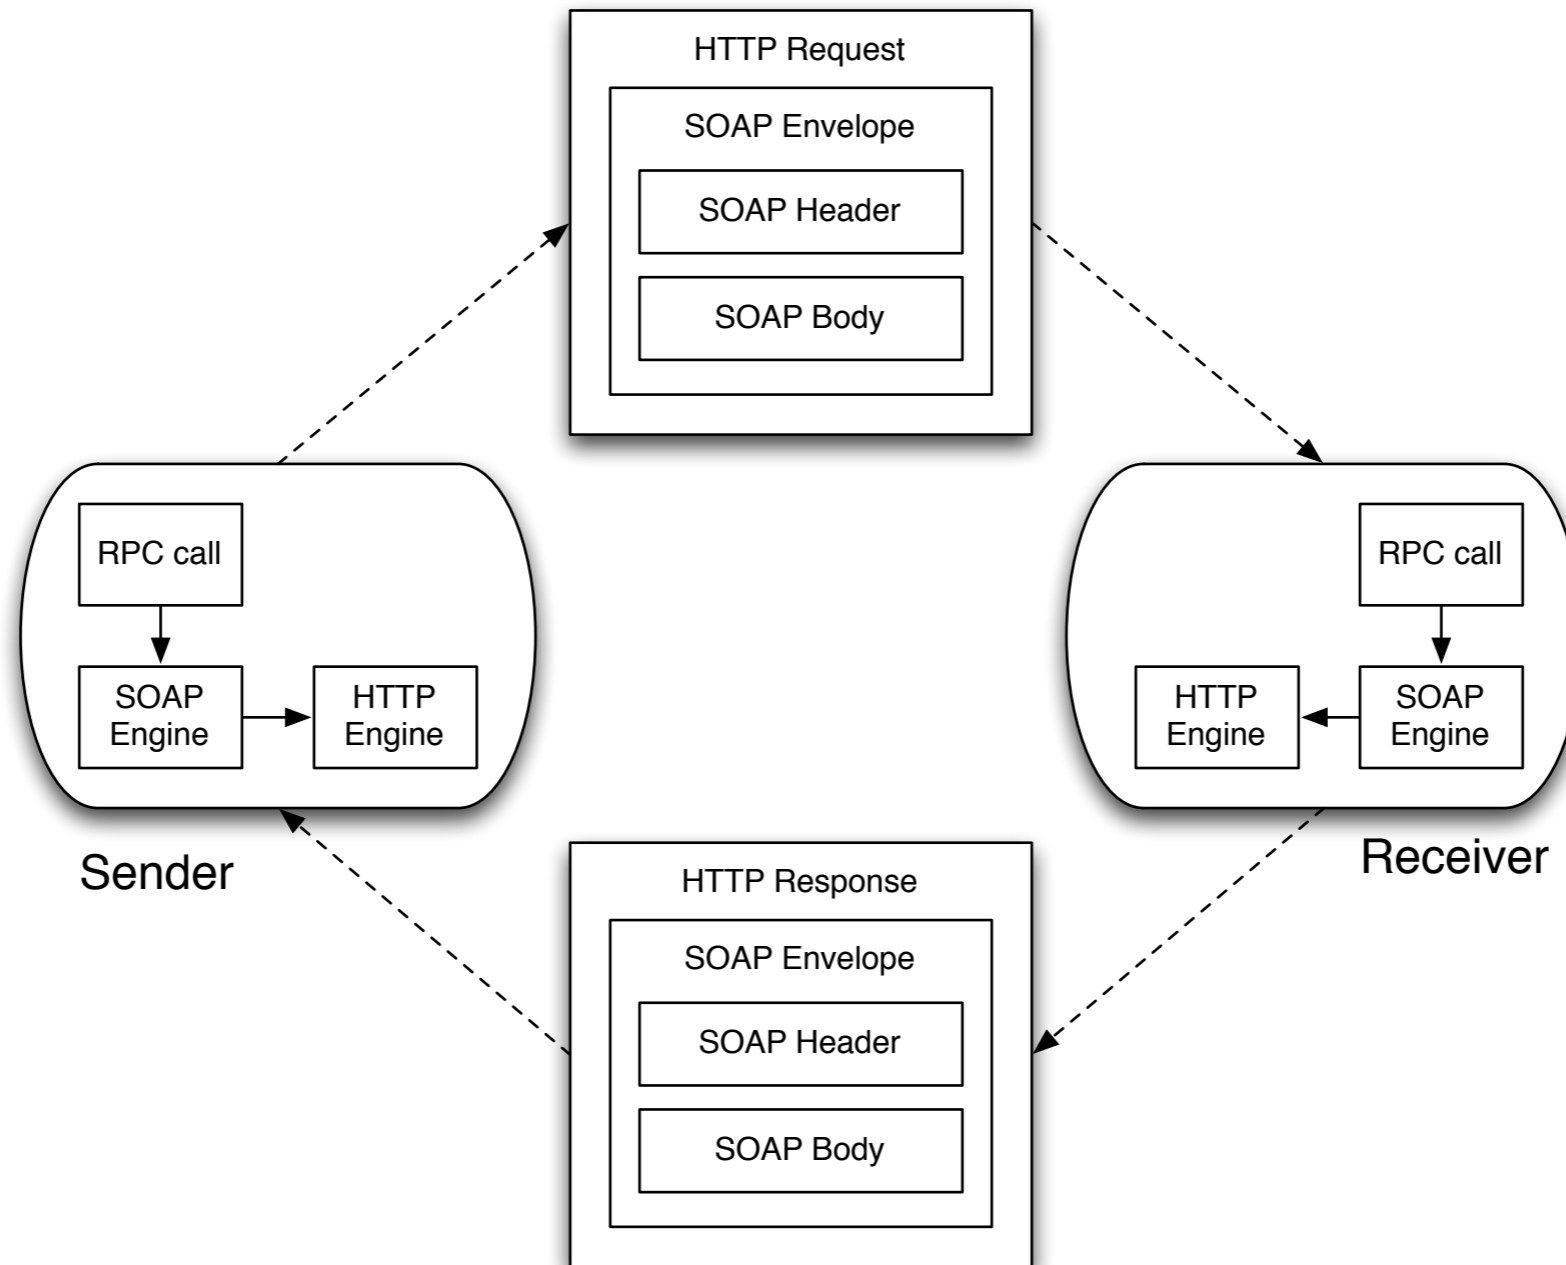 HTTP Request
SOAP Envelope
SOAP Header
SOAP Body
RPC call
SOAP
Engine
HTTP
Engine
Sender
RPC call
HTTP
Engine
SOAP
Engine
Receiver
HTTP Response
SOAP Envelope
SOAP Header
SOAP Body